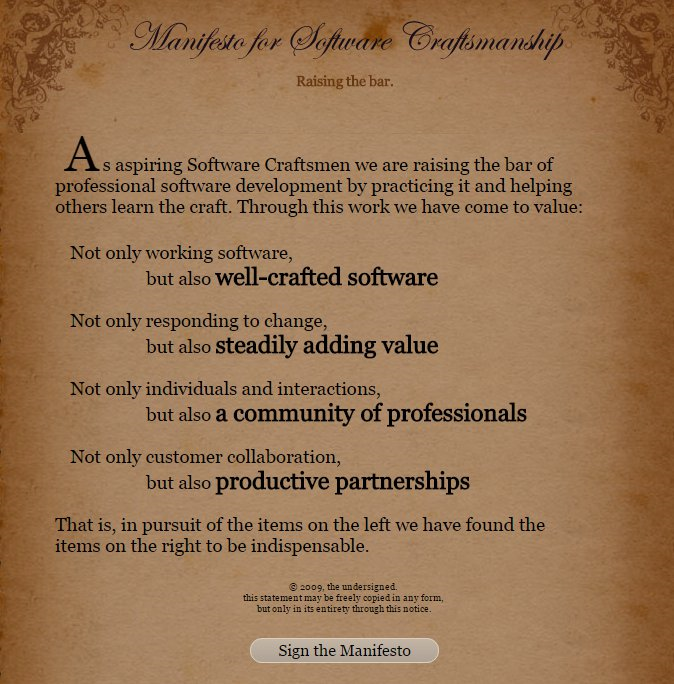 Manifesto for Software Craftsmanship
Raising the bar.
As aspiring Software Craftsmen we are raising the bar of
professional software development by practicing it and helping
others learn the craft. Through this work we have come to value:
Not only working software,
but also well-crafted software
Not only responding to change,
but also steadily adding value
Not only individuals and interactions,
but also a community of professionals
Not only customer collaboration,
but also productive partnerships
That is, in pursuit of the items on the left we have found the
items on the right to be indispensable.
© 2009, the undersigned.
this statement may be freely copied in any form,
but only in its entirety through this notice.
Sign the Manifesto